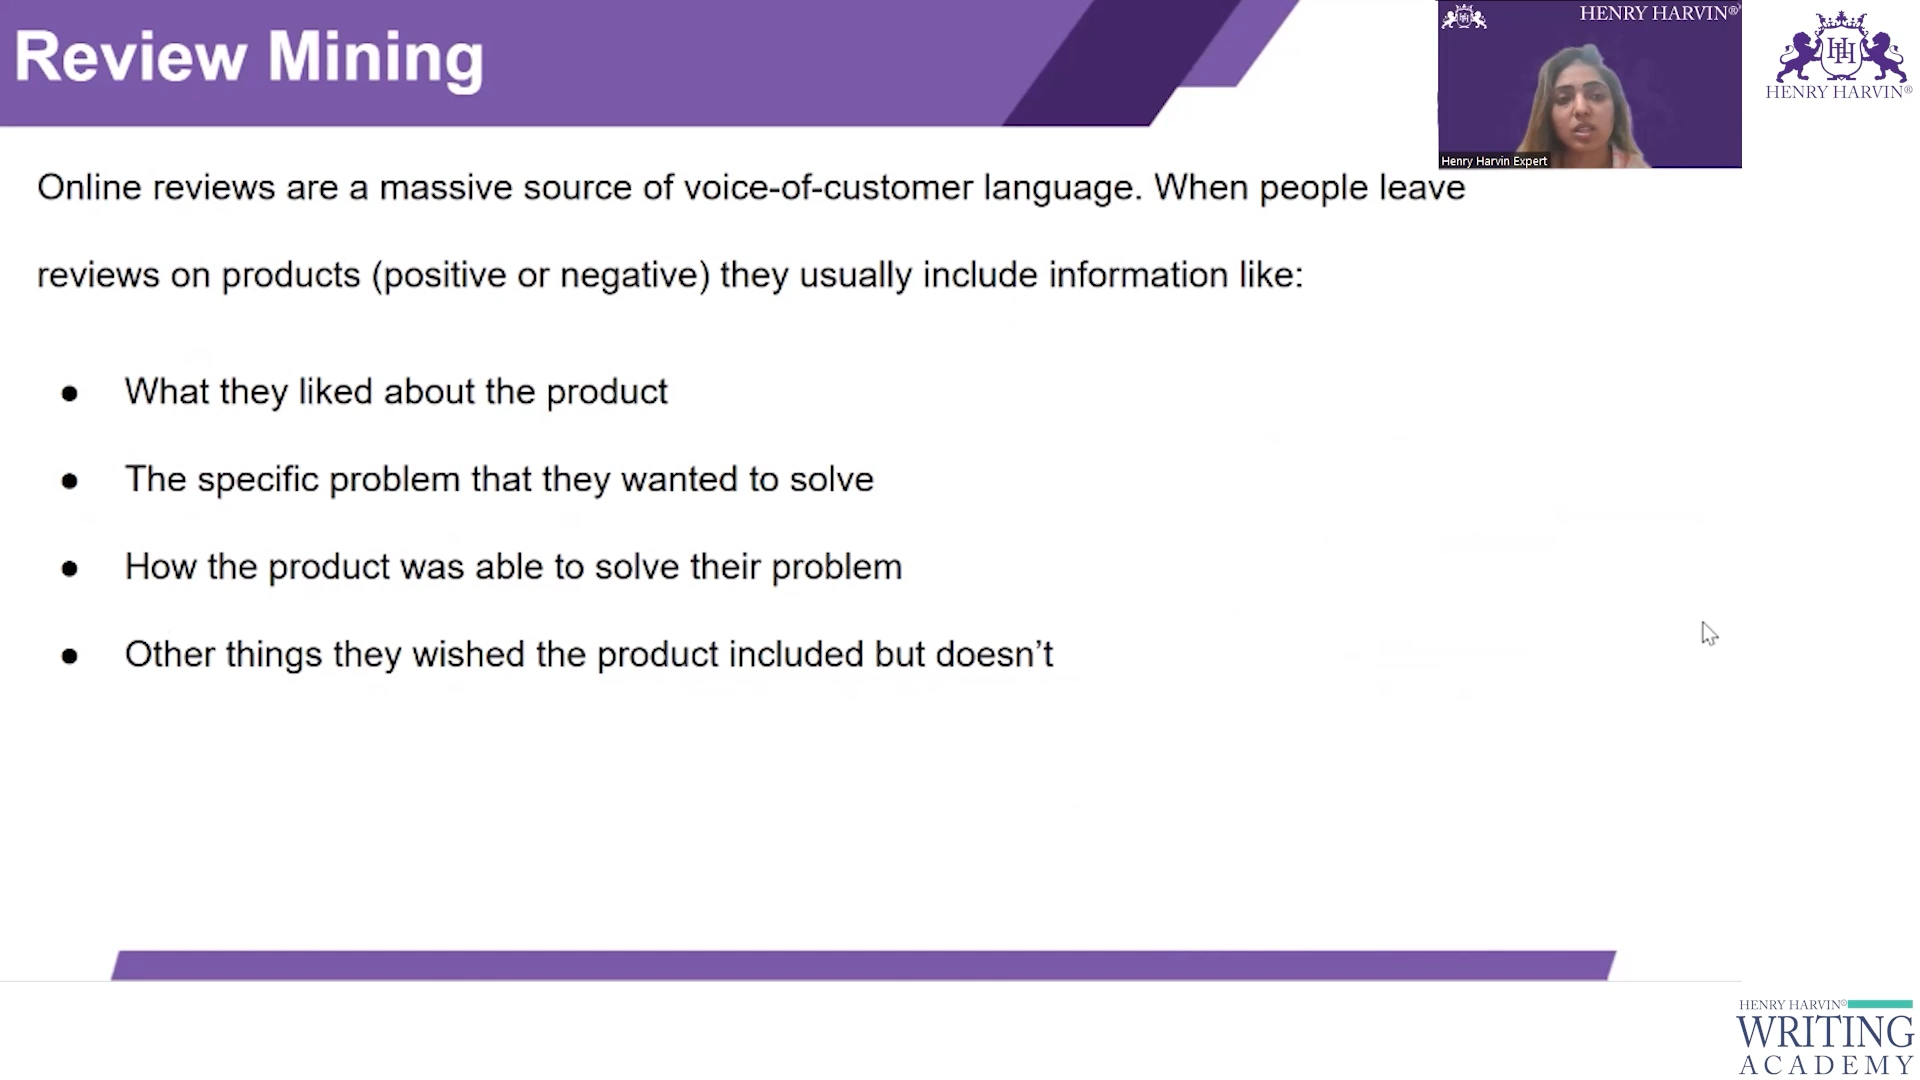 Review Mining
HENRY HARVIN®
Henry Harvin Expert
HENRY HARVIN®
Online reviews are a massive source of voice-of-customer language. When people leave
reviews on products (positive or negative) they usually include information like:
● What they liked about the product
● The specific problem that they wanted to solve
● How the product was able to solve their problem
● Other things they wished the product included but doesn’t
HENRY HARVIN®
WRITING
ACADEMY